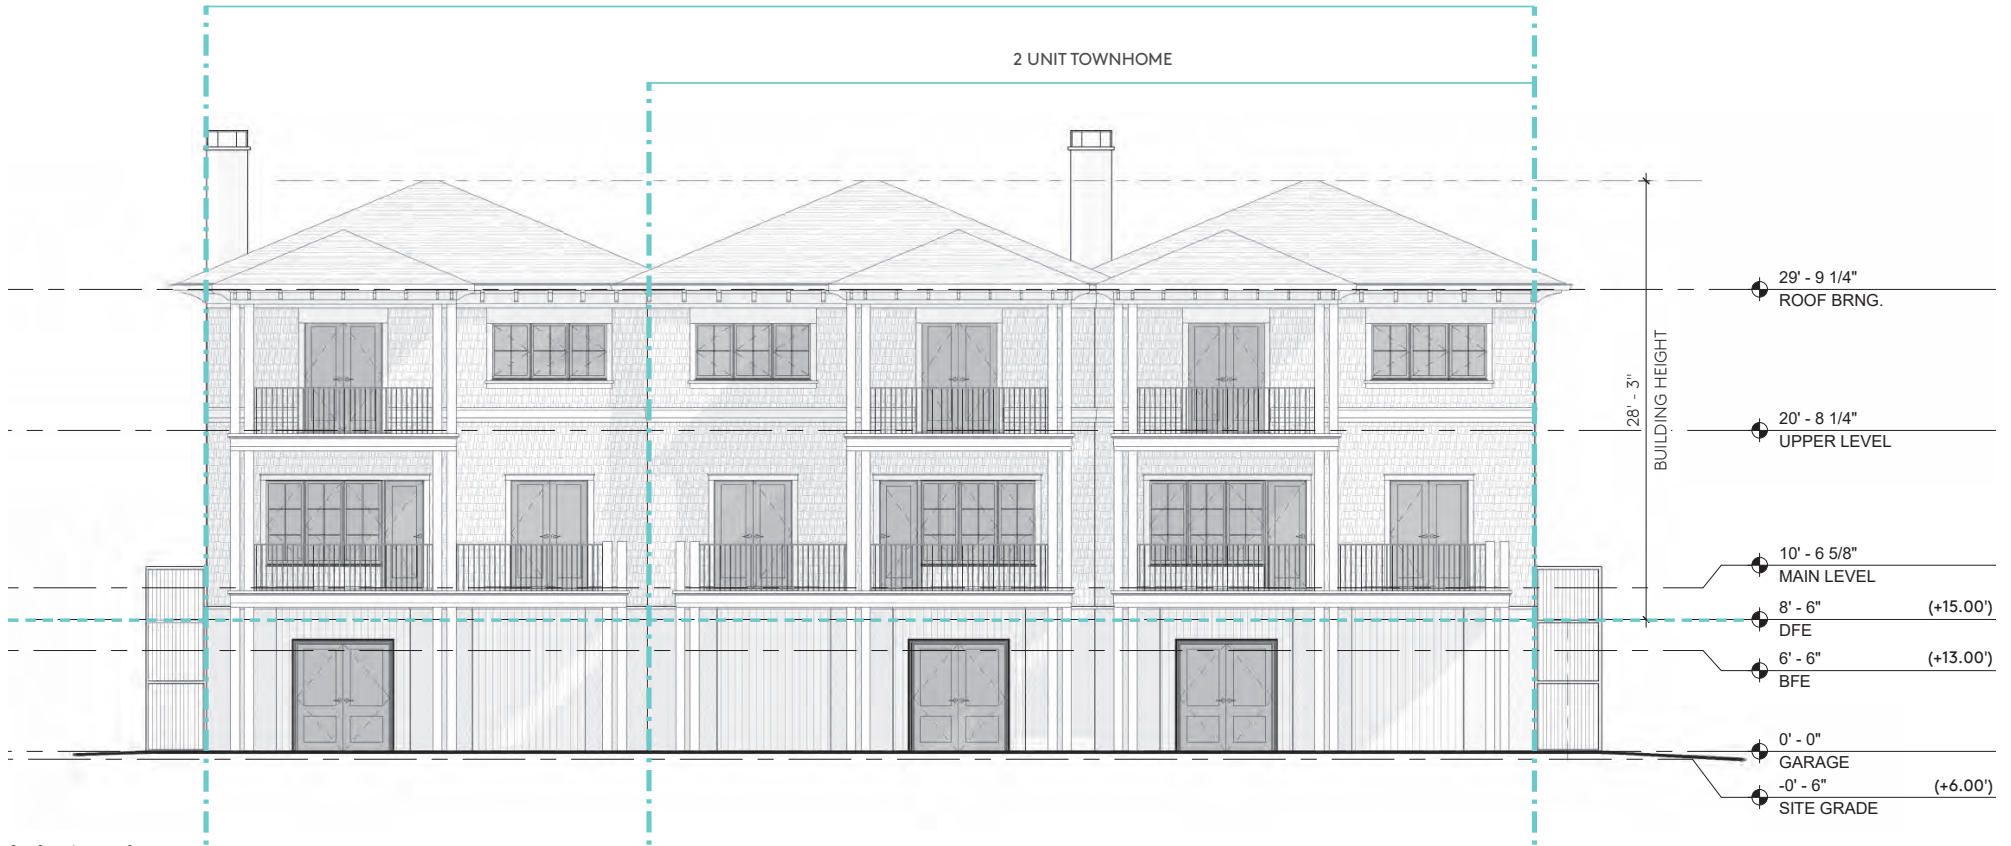 2 UNIT TOWNHOME
29' - 9 1/4"
ROOF BRNG.
28' - 3"
BUILDING HEIGHT
20' - 8 1/4"
UPPER LEVEL
10' - 6 5/8"
MAIN LEVEL
8' - 6" (+15.00')
DFE
6' - 6" (+13.00')
BFE
0' - 0"
GARAGE
-0' - 6" (+6.00')
SITE GRADE